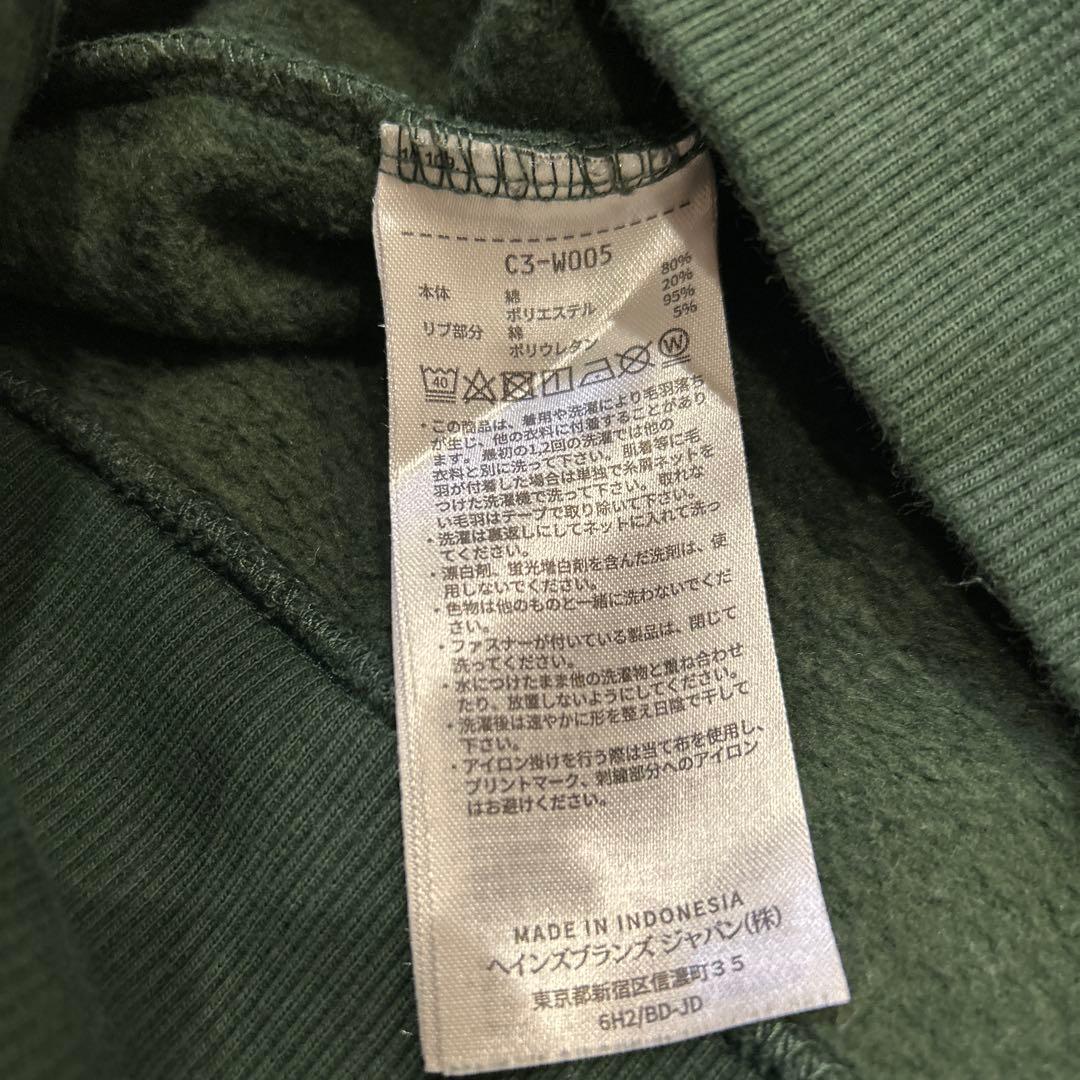 C3-W005
本体 綿 80%
ポリエステル 20%
リブ部分 綿 95%
ポリウレタン 5%
40
W
・この商品は、着用や洗濯により毛羽落ち
が生じ、他の衣料に付着することがあり
ます。最初の1,2回の洗濯では他の
衣料と別に洗って下さい。肌着等に毛
羽が付着した場合は単独で糸屑ネットを
つけた洗濯機で洗って下さい。取れな
い毛羽はテープで取り除いて下さい。
・洗濯は裏返しにしてネットに入れて洗っ
てください。
・漂白剤、蛍光増白剤を含んだ洗剤は、使
用しないでください。
・色物は他のものと一緒に洗わないでくだ
さい。
・ファスナーが付いている製品は、閉じて
洗ってください。
・水につけたまま他の洗濯物と重ね合わせ
たり、放置しないようにしてください。
・洗濯後は速やかに形を整え日陰で干して
下さい。
・アイロン掛けを行う際は当て布を使用し、
プリントマーク、刺繍部分へのアイロン
はお避けください。
MADE IN INDONESIA
ヘインズブランズ ジャパン(株)
東京都新宿区信濃町35
6H2/BD-JD